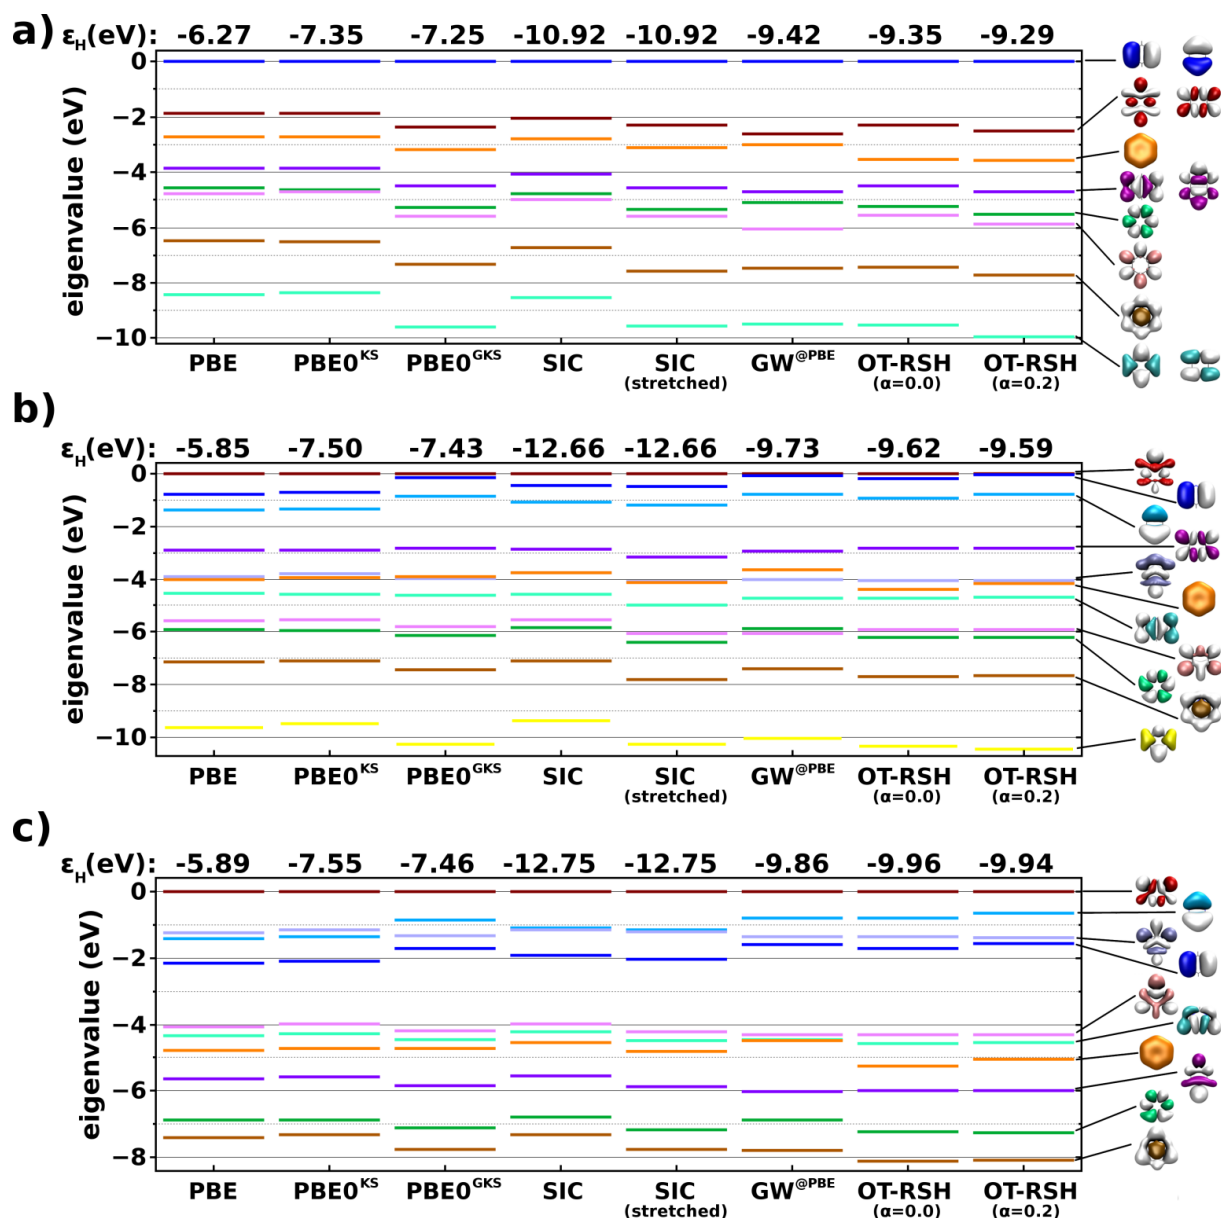 a) εH(eV): -6.27 -7.35 -7.25 -10.92 -10.92 -9.42 -9.35 -9.29
eigenvalue (eV)
0
−2
−4
−6
−8
−10
PBE PBE0KS PBE0GKS SIC SIC GW@PBE OT-RSH OT-RSH
(stretched) (α=0.0) (α=0.2)
b)
εH(eV): -5.85 -7.50 -7.43 -12.66 -12.66 -9.73 -9.62 -9.59
eigenvalue (eV)
0
−2
−4
−6
−8
−10
PBE PBE0KS PBE0GKS SIC SIC GW@PBE OT-RSH OT-RSH
(stretched) (α=0.0) (α=0.2)
c)
εH(eV): -5.89 -7.55 -7.46 -12.75 -12.75 -9.86 -9.96 -9.94
eigenvalue (eV)
0
−2
−4
−6
−8
PBE PBE0KS PBE0GKS SIC SIC GW@PBE OT-RSH OT-RSH
(stretched) (α=0.0) (α=0.2)